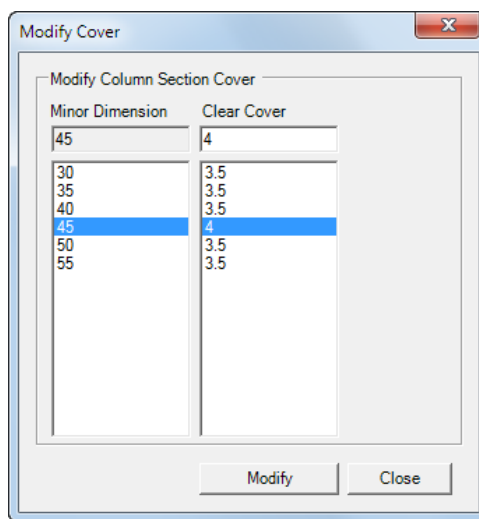 Modify Cover
Modify Column Section Cover
Minor Dimension Clear Cover
45 4
30 3.5
35 3.5
40 3.5
45 4
50 3.5
55 3.5
Modify Close